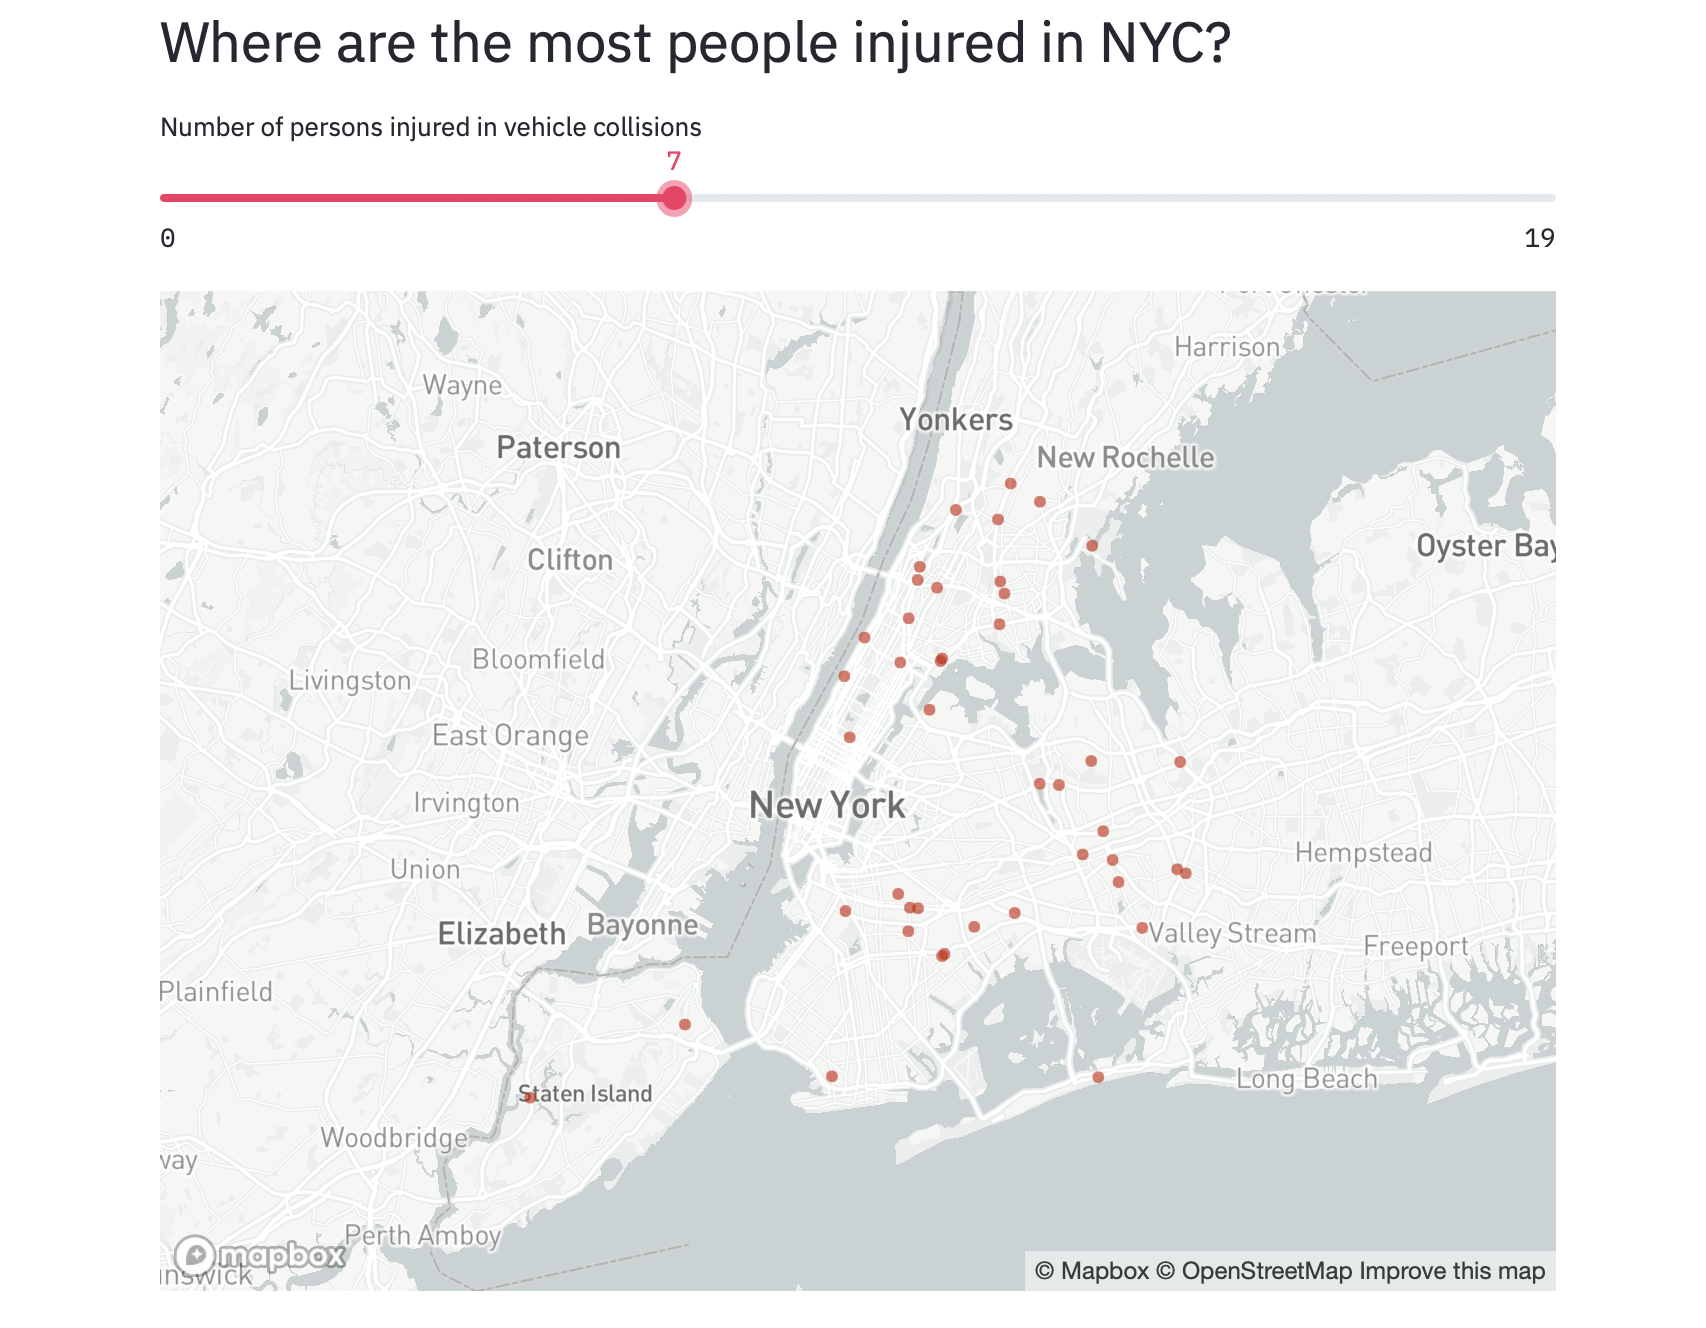 Where are the most people injured in NYC?
Number of persons injured in vehicle collisions
7
0
19
Harrison
Wayne
Yonkers
Paterson
New Rochelle
Oyster Bay
Clifton
Bloomfield
Livingston
East Orange
Irvington
New York
Hempstead
Union
Elizabeth
Bayonne
Valley Stream
Freeport
Plainfield
Long Beach
Staten Island
Woodbridge
way
Perth Amboy
mapbox
unswick
© Mapbox © OpenStreetMap Improve this map